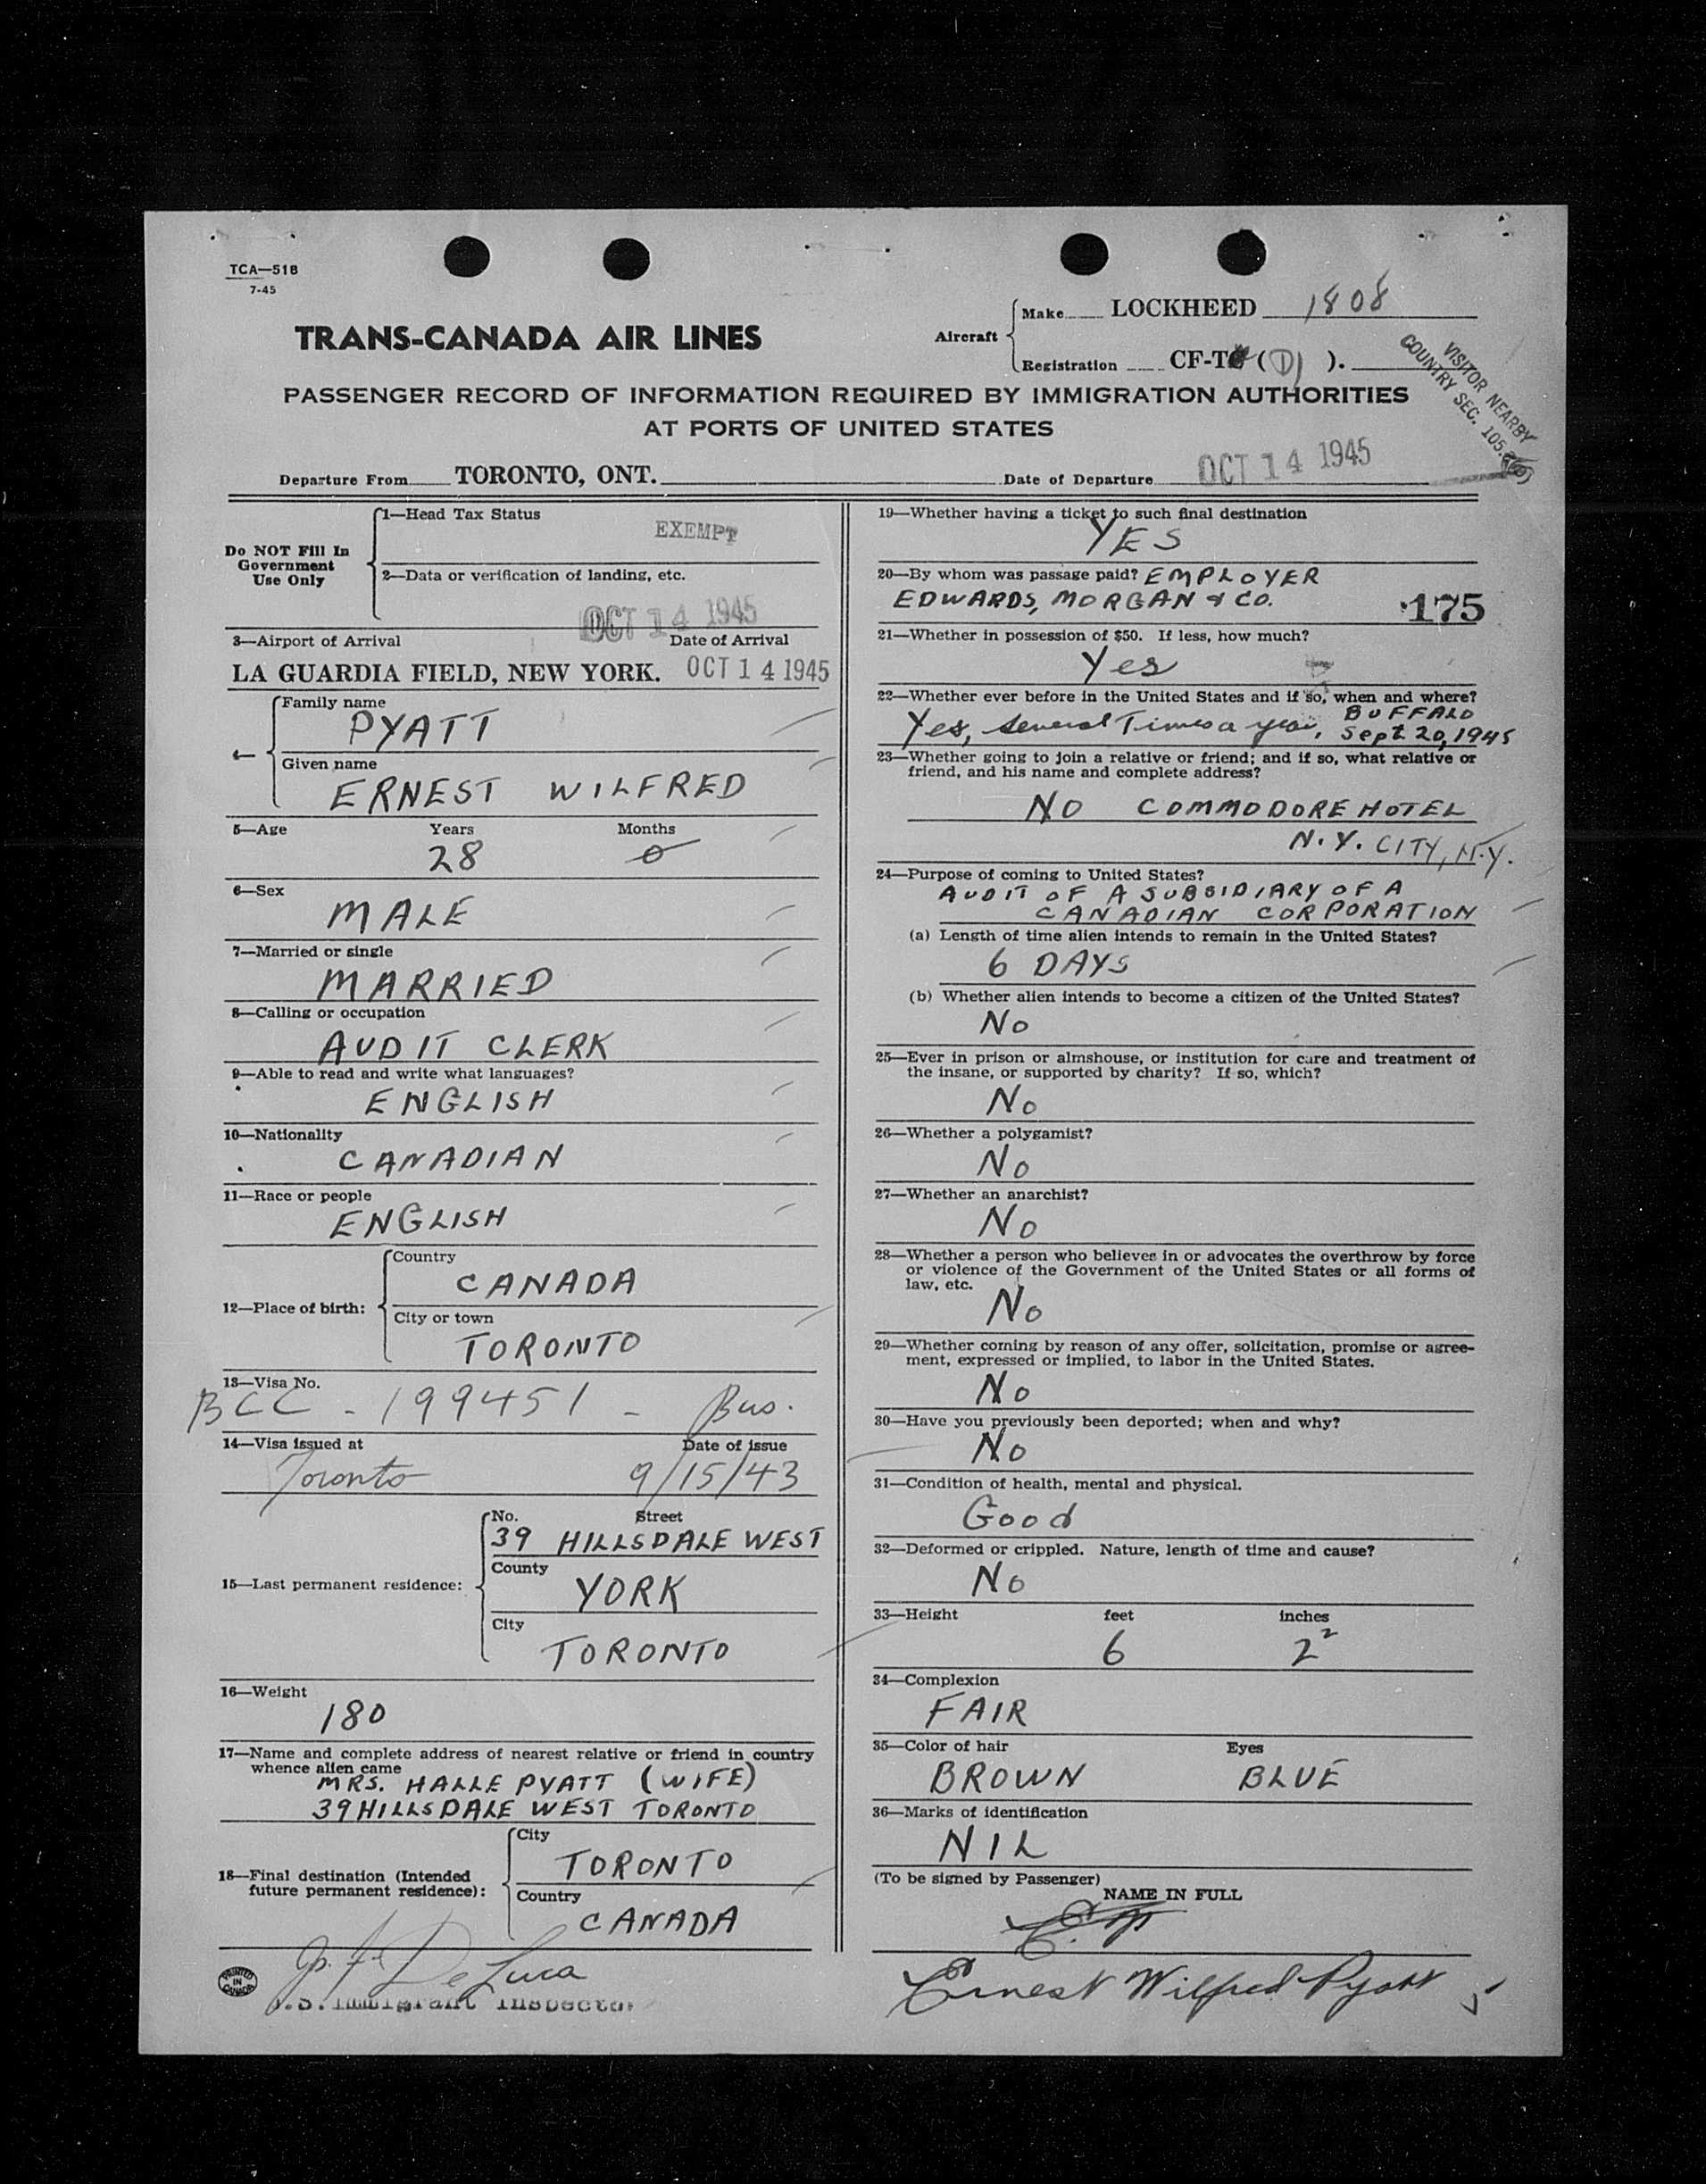 TCA—518
7-45
TRANS-CANADA AIR LINES
Aircraft
Make LOCKHEED 1808
Registration CF-T (D) ).
VISITOR NEARBY
COUNTRY SEC. 105.
PASSENGER RECORD OF INFORMATION REQUIRED BY IMMIGRATION AUTHORITIES
AT PORTS OF UNITED STATES
Departure From TORONTO, ONT. Date of Departure OCT 14 1945
Do NOT Fill In
Government
Use Only
1—Head Tax Status
EXEMPT
2—Data or verification of landing, etc.
OCT 14 1945
3—Airport of Arrival Date of Arrival
LA GUARDIA FIELD, NEW YORK. OCT 14 1945
4—
Family name
PYATT
Given name
ERNEST WILFRED
5—Age Years Months
28 0
6—Sex
MALE
7—Married or single
MARRIED
8—Calling or occupation
AUDIT CLERK
9—Able to read and write what languages?
ENGLISH
10—Nationality
CANADIAN
11—Race or people
ENGLISH
12—Place of birth:
Country
CANADA
City or town
TORONTO
13—Visa No.
BCC - 199451 - Bus.
14—Visa issued at Date of issue
Toronto 9/15/43
15—Last permanent residence:
No. Street
39 HILLSDALE WEST
County
YORK
City
TORONTO
16—Weight
180
17—Name and complete address of nearest relative or friend in country
whence alien came
MRS. HALLE PYATT (WIFE)
39 HILLSDALE WEST TORONTO
18—Final destination (Intended
future permanent residence):
City
TORONTO
Country
CANADA
J. F. De Luca
U.S. Immigrant Inspector
PRINTED
IN
CANADA
19—Whether having a ticket to such final destination
YES
20—By whom was passage paid? EMPLOYER
EDWARDS, MORGAN & CO. 175
21—Whether in possession of $50. If less, how much?
Yes
22—Whether ever before in the United States and if so, when and where?
Yes, several Times a year, BUFFALO
Sept. 20, 1945
23—Whether going to join a relative or friend; and if so, what relative or
friend, and his name and complete address?
NO COMMODORE HOTEL
N.Y. CITY, N.Y.
24—Purpose of coming to United States?
AUDIT OF A SUBSIDIARY OF A
CANADIAN CORPORATION
(a) Length of time alien intends to remain in the United States?
6 DAYS
(b) Whether alien intends to become a citizen of the United States?
No
25—Ever in prison or almshouse, or institution for care and treatment of
the insane, or supported by charity? If so, which?
No
26—Whether a polygamist?
No
27—Whether an anarchist?
No
28—Whether a person who believes in or advocates the overthrow by force
or violence of the Government of the United States or all forms of
law, etc.
No
29—Whether coming by reason of any offer, solicitation, promise or agree-
ment, expressed or implied, to labor in the United States.
No
30—Have you previously been deported; when and why?
No
31—Condition of health, mental and physical.
Good
32—Deformed or crippled. Nature, length of time and cause?
No
33—Height feet inches
6 2²
34—Complexion
FAIR
35—Color of hair Eyes
BROWN BLUE
36—Marks of identification
NIL
(To be signed by Passenger)
NAME IN FULL
Ernest Wilfred Pyatt